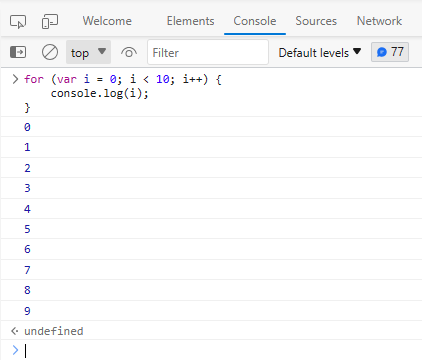 Welcome Elements Console Sources Network
top Filter Default levels 77
for (var i = 0; i < 10; i++) {
console.log(i);
}
0
1
2
3
4
5
6
7
8
9
undefined